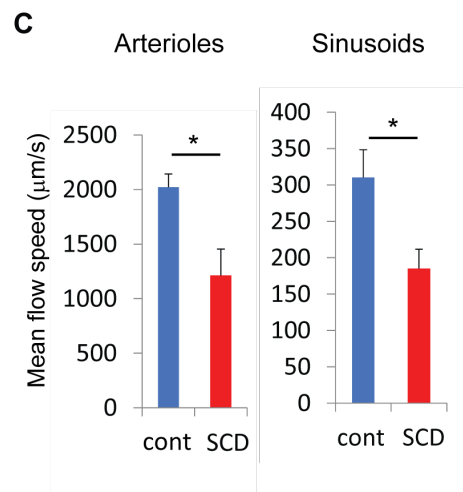 C
Arterioles
Sinusoids
Mean flow speed (μm/s)
2500
2000
1500
1000
500
0
*
cont SCD
400
350
300
250
200
150
100
50
0
*
cont SCD